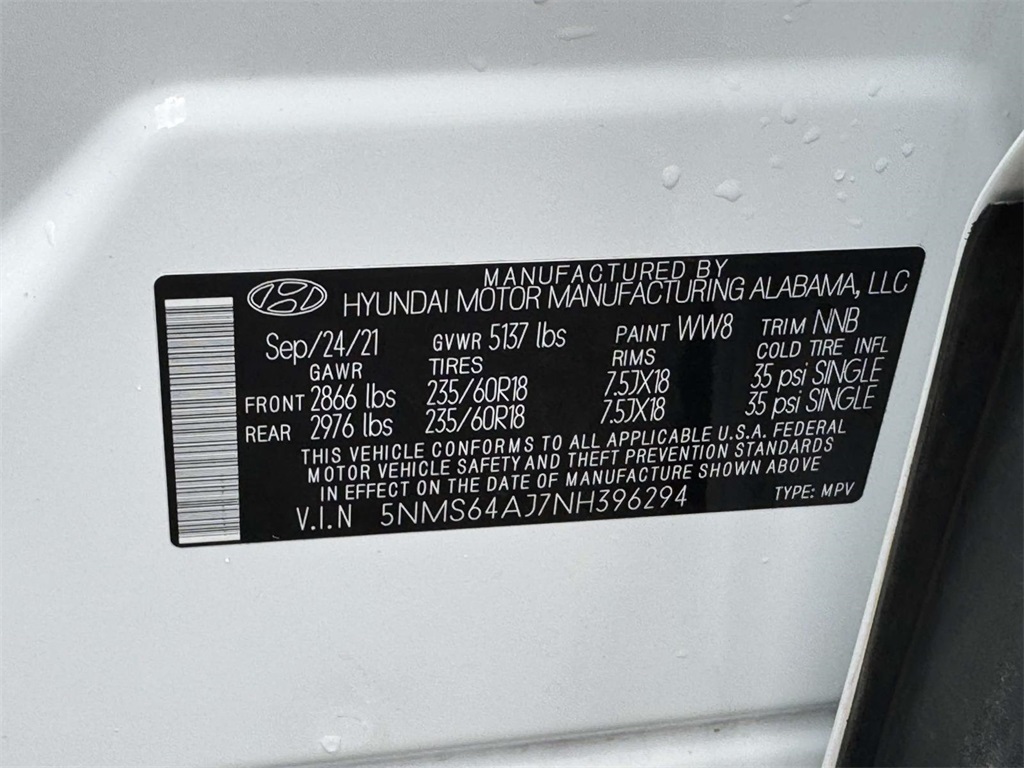 MANUFACTURED BY
HYUNDAI MOTOR MANUFACTURING ALABAMA, LLC
Sep/24/21 GVWR 5137 lbs PAINT WW8 TRIM NNB
GAWR TIRES RIMS COLD TIRE INFL
FRONT 2866 lbs 235/60R18 7.5JX18 35 psi SINGLE
REAR 2976 lbs 235/60R18 7.5JX18 35 psi SINGLE
THIS VEHICLE CONFORMS TO ALL APPLICABLE U.S.A. FEDERAL
MOTOR VEHICLE SAFETY AND THEFT PREVENTION STANDARDS
IN EFFECT ON THE DATE OF MANUFACTURE SHOWN ABOVE
V.I.N 5NMS64AJ7NH396294 TYPE: MPV